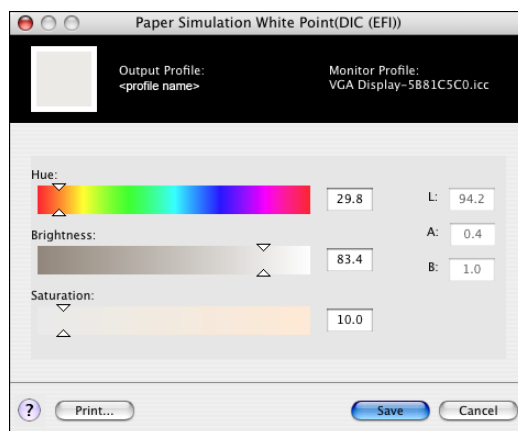 Paper Simulation White Point(DIC (EFI))
Output Profile:
<profile name>
Monitor Profile:
VGA Display-5B81C5C0.icc
Hue:
29.8
L: 94.2
A: 0.4
Brightness:
83.4
B: 1.0
Saturation:
10.0
?
Print...
Save
Cancel